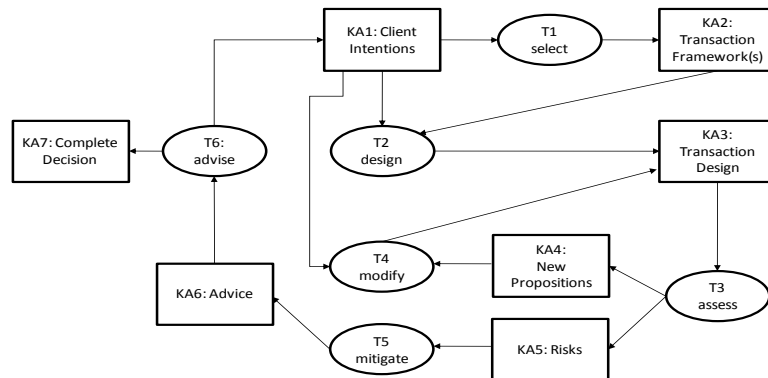 KA1: Client
Intentions
T1
select
KA2:
Transaction
Framework(s)
KA7: Complete
Decision
T6:
advise
T2
design
KA3:
Transaction
Design
T4
modify
KA4:
New
Propositions
T3
assess
KA6: Advice
T5
mitigate
KA5: Risks